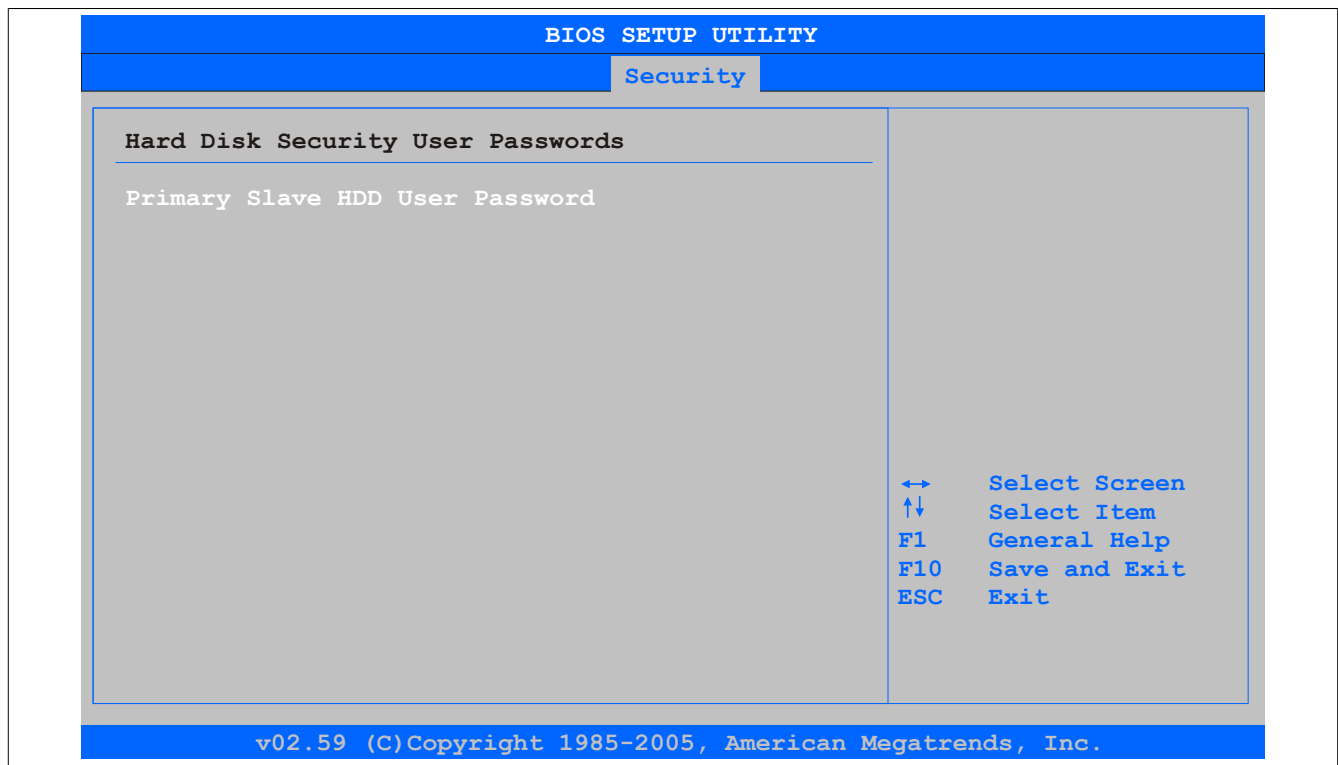 BIOS SETUP UTILITY
Security
Hard Disk Security User Passwords
Primary Slave HDD User Password
↔ Select Screen
↑↓ Select Item
F1 General Help
F10 Save and Exit
ESC Exit
v02.59 (C)Copyright 1985-2005, American Megatrends, Inc.